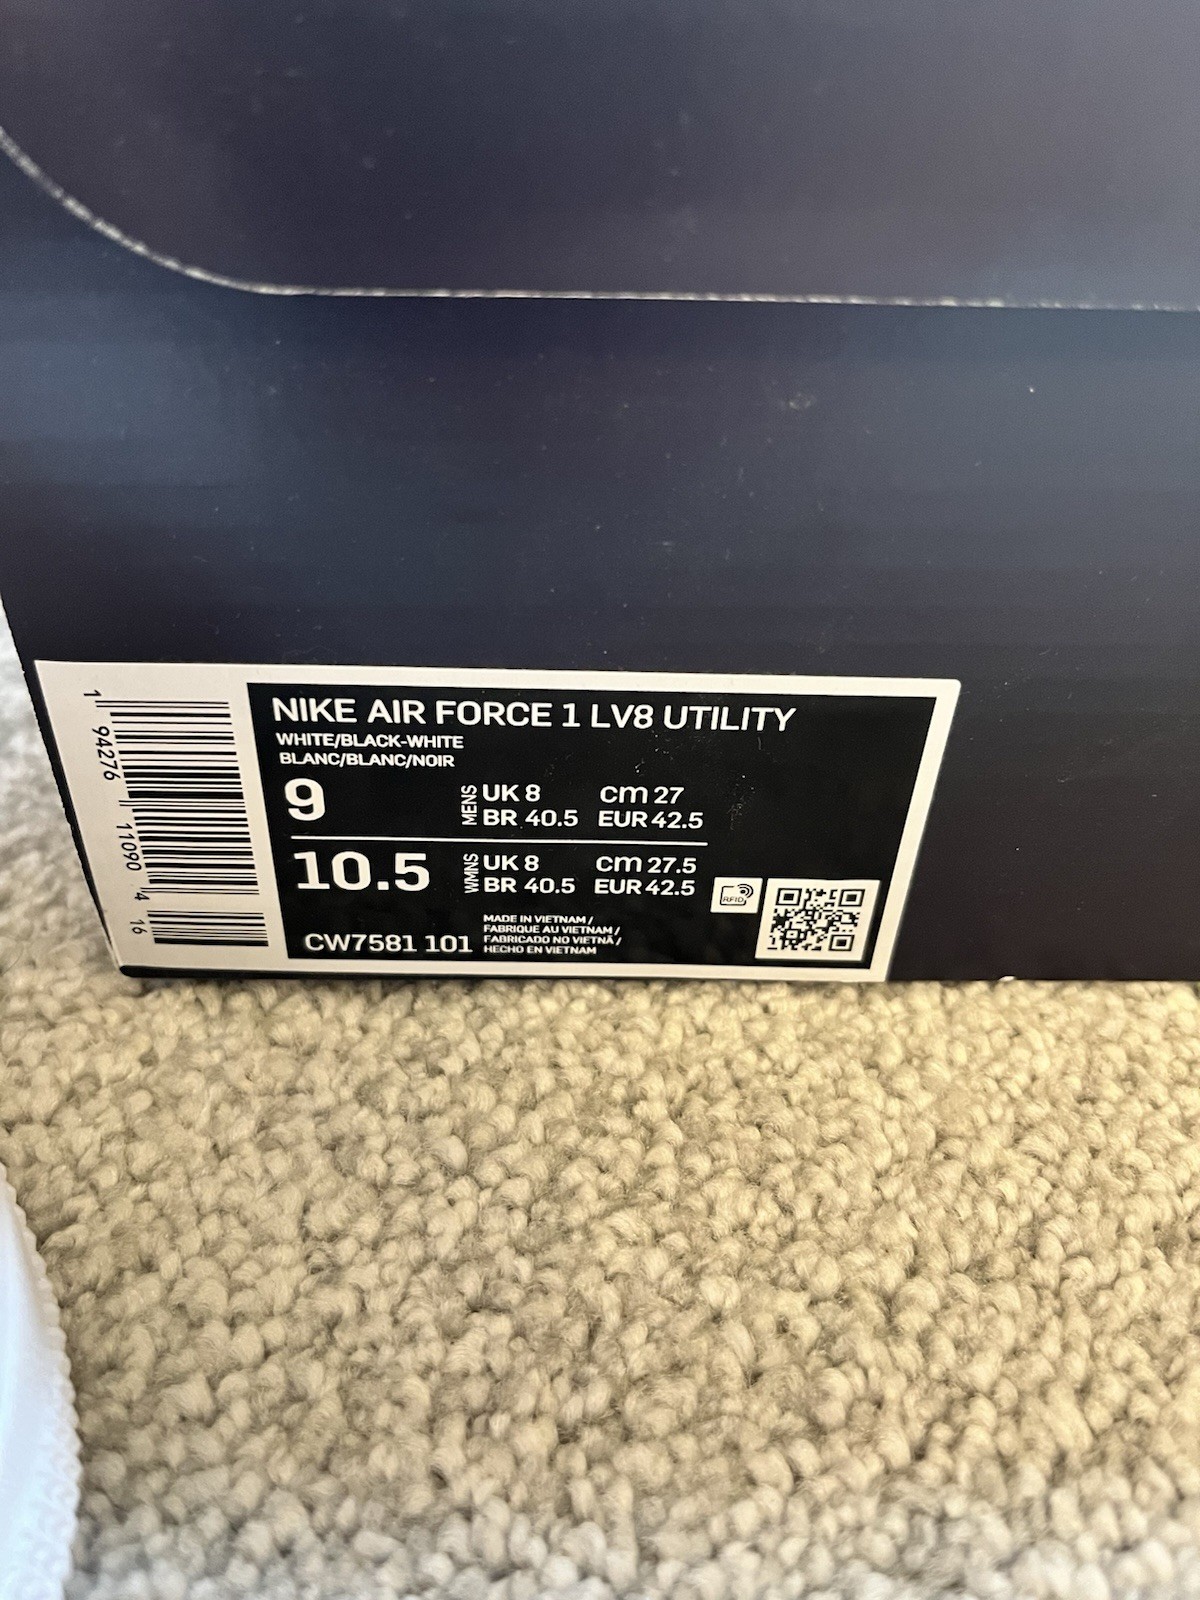 NIKE AIR FORCE 1 LV8 UTILITY
WHITE/BLACK-WHITE
BLANC/BLANC/NOIR
9 MENS UK 8 cm 27
BR 40.5 EUR 42.5
10.5 WMNS UK 8 cm 27.5
BR 40.5 EUR 42.5
RFID
CW7581 101
MADE IN VIETNAM /
FABRIQUE AU VIETNAM /
FABRICADO NO VIETNÃ /
HECHO EN VIETNAM
1 94276 11090 4 16